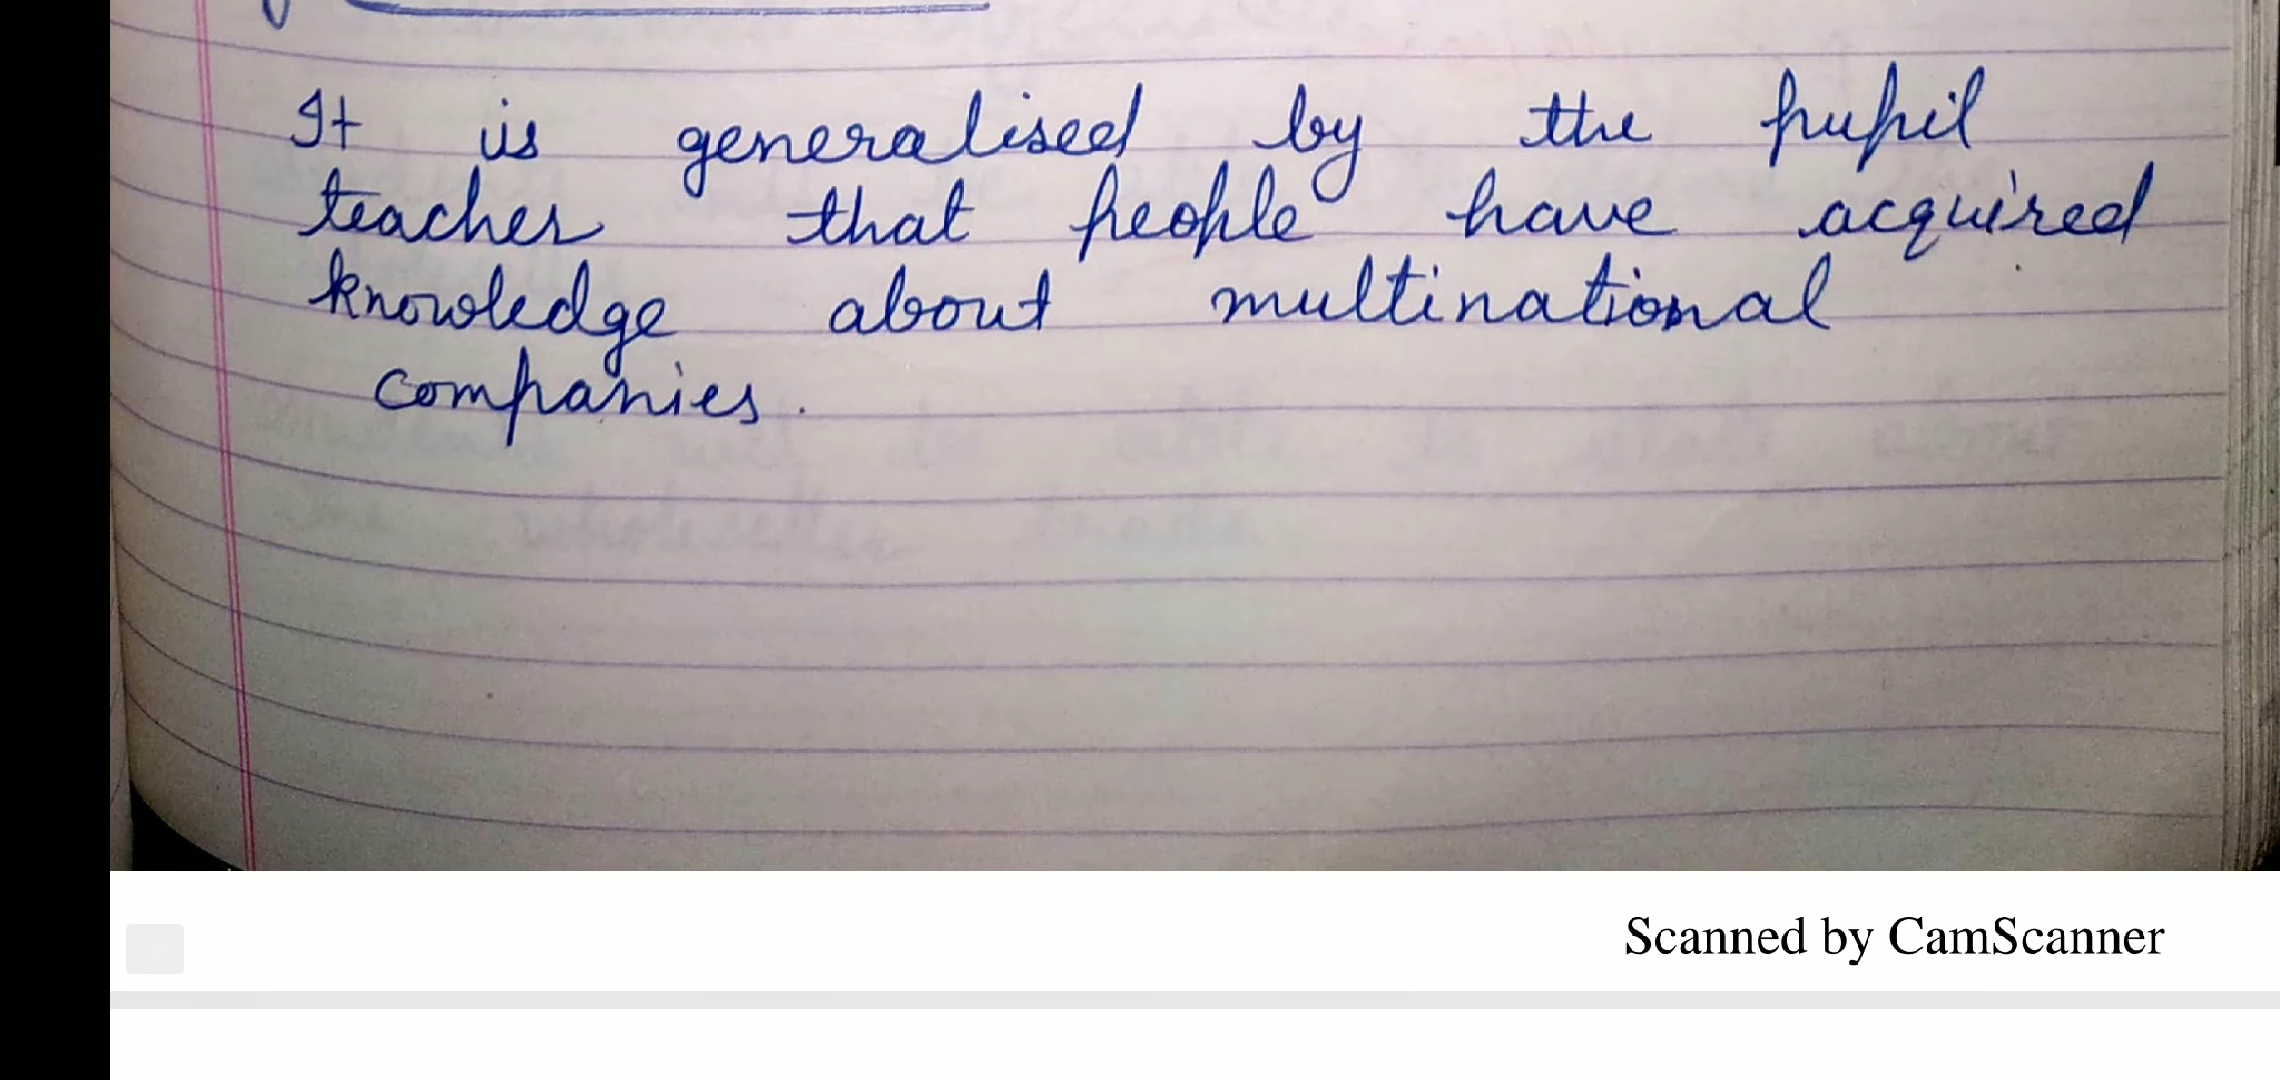 It is generalised by the pupil
teacher that people have acquired
knowledge about multinational
companies.
Scanned by CamScanner